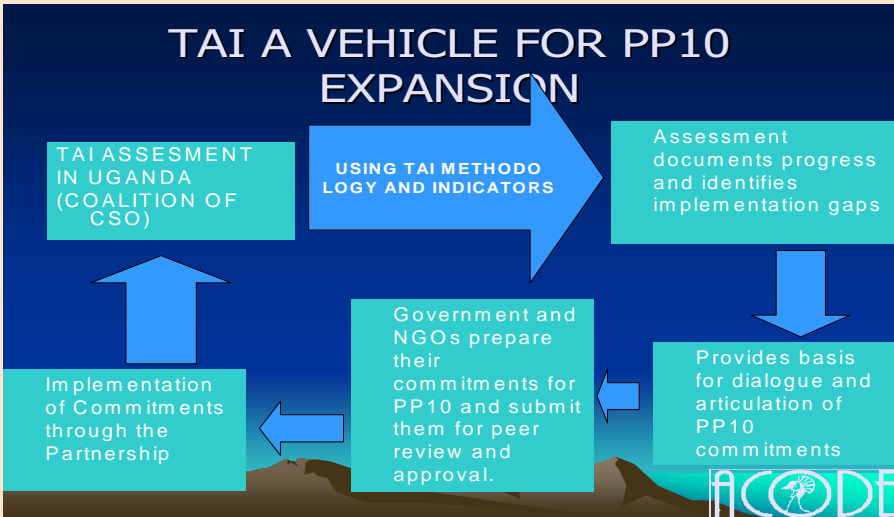 TAI A VEHICLE FOR PP10
EXPANSION
TAI ASSESMENT
IN UGANDA
(COALITION OF
CSO)
USING TAI METHODO
LOGY AND INDICATORS
Assessment
documents progress
and identifies
implementation gaps
Provides basis
for dialogue and
articulation of
PP10
commitments
Government and
NGOs prepare
their
commitments for
PP10 and submit
them for peer
review and
approval.
Implementation
of Commitments
through the
Partnership
ACODE